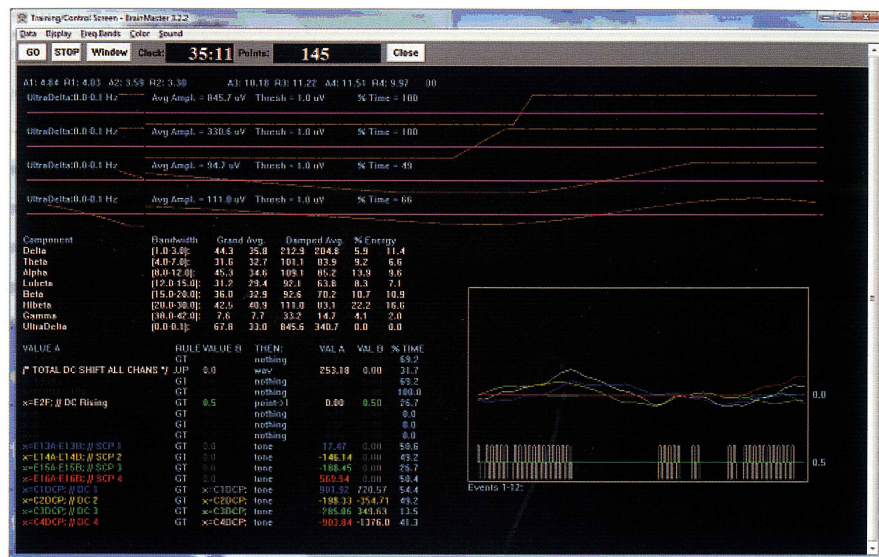 Training/Control Screen - BrainMaster 3.2.2
Data Display Freq Bands Color Sound
GO STOP Window Clock: 35:11 Points: 145 Close
A1: 4.84 R1: 4.03 A2: 3.59 R2: 3.30 A3: 10.16 R3: 11.22 A4: 11.51 R4: 9.97 00
UltraDelta:0.0-0.1 Hz Avg Ampl. = 845.7 uV Thresh = 1.0 uV % Time = 100
UltraDelta:0.0-0.1 Hz Avg Ampl. = 330.6 uV Thresh = 1.0 uV % Time = 100
UltraDelta:0.0-0.1 Hz Avg Ampl. = 94.7 uV Thresh = 1.0 uV % Time = 49
UltraDelta:0.0-0.1 Hz Avg Ampl. = 111.0 uV Thresh = 1.0 uV % Time = 66
Component Bandwidth Grand Avg. Damped Avg. % Energy
Delta (1.0-3.0): 44.3 35.8 212.9 204.8 5.9 11.4
Theta (4.0-7.0): 31.6 32.7 101.1 83.9 9.2 6.6
Alpha (8.0-12.0): 45.3 34.6 109.1 85.2 13.9 9.6
Lobeta (12.0-15.0): 31.2 29.4 92.1 63.8 8.3 7.1
Beta (15.0-20.0): 36.0 32.9 92.6 70.2 10.7 10.9
Hibeta (20.0-30.0): 42.5 40.9 111.0 83.1 22.2 16.6
Gamma (38.0-42.0): 7.6 7.7 33.2 14.7 4.1 2.0
UltraDelta (0.0-0.1): 67.8 33.0 845.6 340.7 0.0 0.0
VALUE A RULE VALUE B THEN: VAL A VAL B % TIME
GT nothing 69.2
/* TOTAL DC SHIFT ALL CHANS */ UP 0.0 wav 253.18 0.00 31.7
GT nothing 69.2
GT nothing 100.0
x=E2F; // DC Rising GT 0.5 point>1 0.00 0.50 26.7
GT nothing 0.0
GT nothing 0.0
GT nothing 0.0
x=E13A-E13B; // SCP 1 GT 0.0 tone 17.47 0.00 50.6
x=E14A-E14B; // SCP 2 GT 0.0 tone -146.14 0.00 49.2
x=E15A-E15B; // SCP 3 GT 0.0 tone -188.45 0.00 26.7
x=E16A-E16B; // SCP 4 GT 0.0 tone 569.54 0.00 50.4
x=C1DCP; // DC 1 GT x=C1DCP; tone 901.92 720.57 54.4
x=C2DCP; // DC 2 GT x=C2DCP; tone -198.33 -354.71 49.2
x=C3DCP; // DC 3 GT x=C3DCP; tone -285.06 349.63 13.5
x=C4DCP; // DC 4 GT x=C4DCP; tone -903.84 -1376.0 41.3
0.0
0.5
Events 1-12: